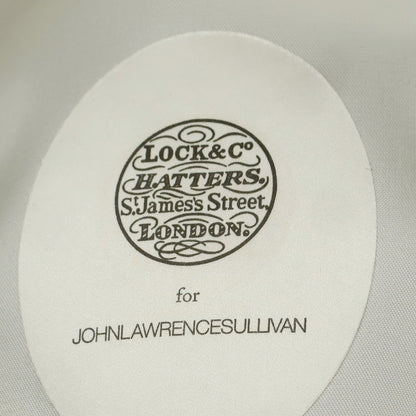 LOCK & Co
HATTERS.
St. James's Street,
LONDON.
for
JOHNLAWRENCESULLIVAN